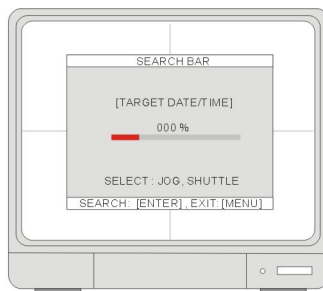 SEARCH BAR
[TARGET DATE/TIME]
000 %
SELECT : JOG, SHUTTLE
SEARCH: [ENTER] , EXIT: [MENU]